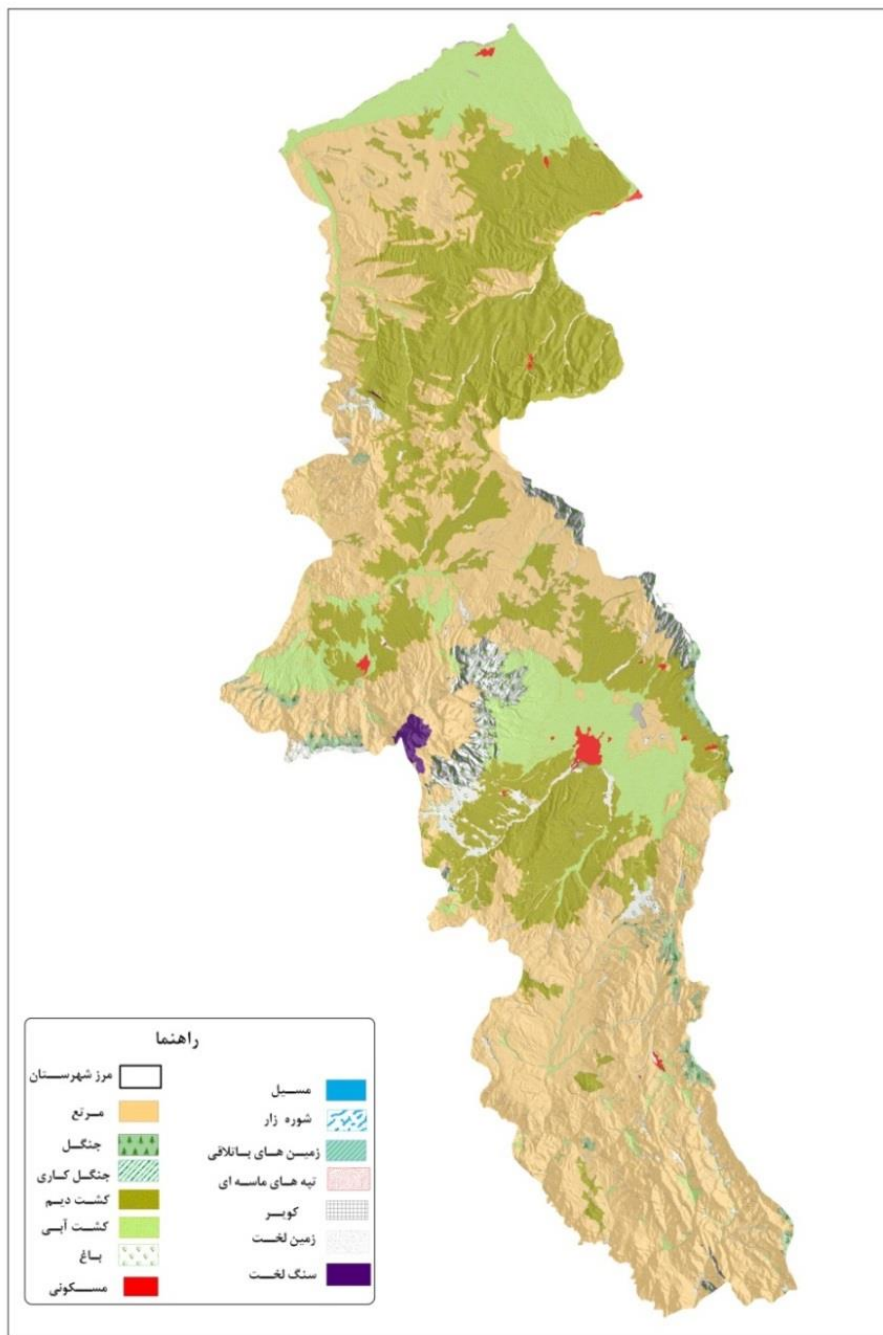 راهنما
مرز شهرستان
مرتع
جنگل
جنگل کاری
کشت دیم
کشت آبی
باغ
مسکونی
مسیل
شوره زار
زمین های باتلاقی
تپه های ماسه ای
کویر
زمین لخت
سنگ لخت